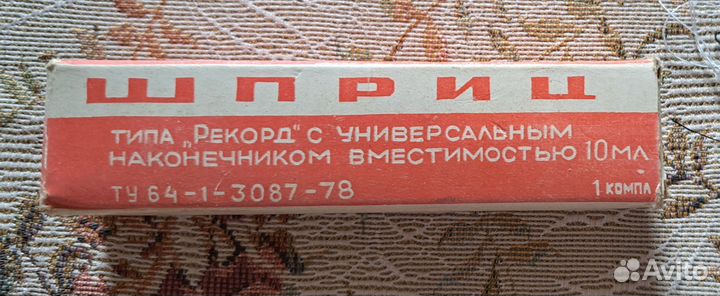 ШПРИЦ
ТИПА „РЕКОРД" С УНИВЕРСАЛЬНЫМ
НАКОНЕЧНИКОМ ВМЕСТИМОСТЬЮ 10 МЛ
ТУ 64-1-3087-78
1 КОМПЛ
Avito